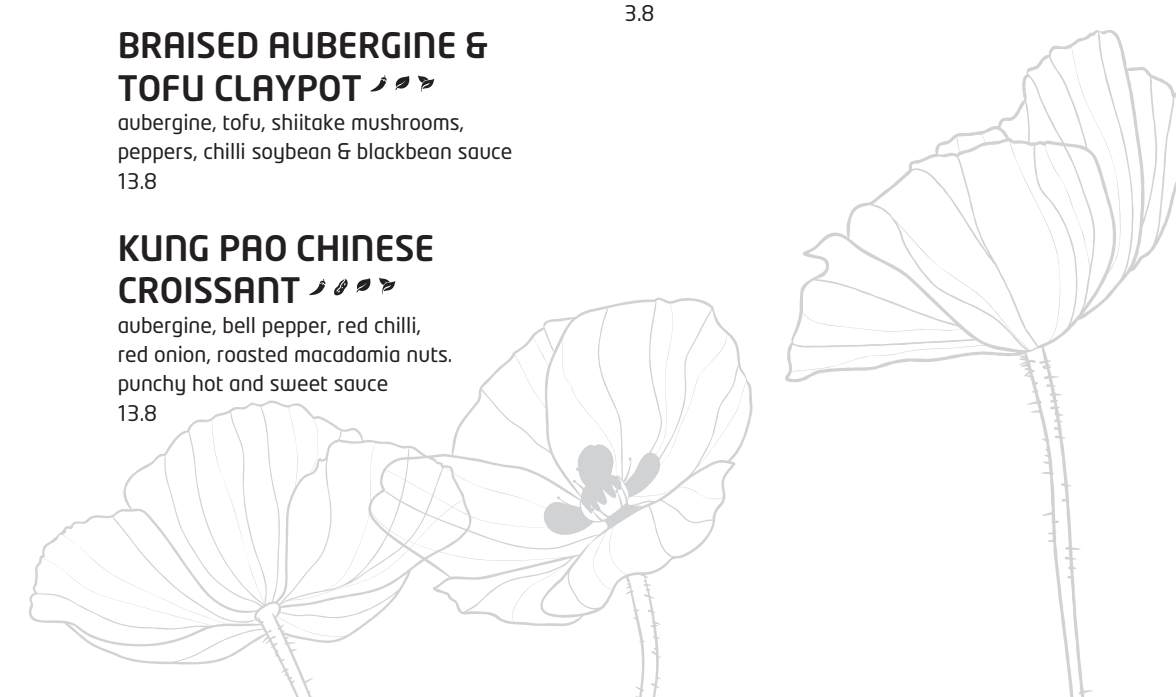 3.8
BRAISED AUBERGINE &
TOFU CLAYPOT
aubergine, tofu, shiitake mushrooms,
peppers, chilli soybean & blackbean sauce
13.8
KUNG PAO CHINESE
CROISSANT
aubergine, bell pepper, red chilli,
red onion, roasted macadamia nuts.
punchy hot and sweet sauce
13.8